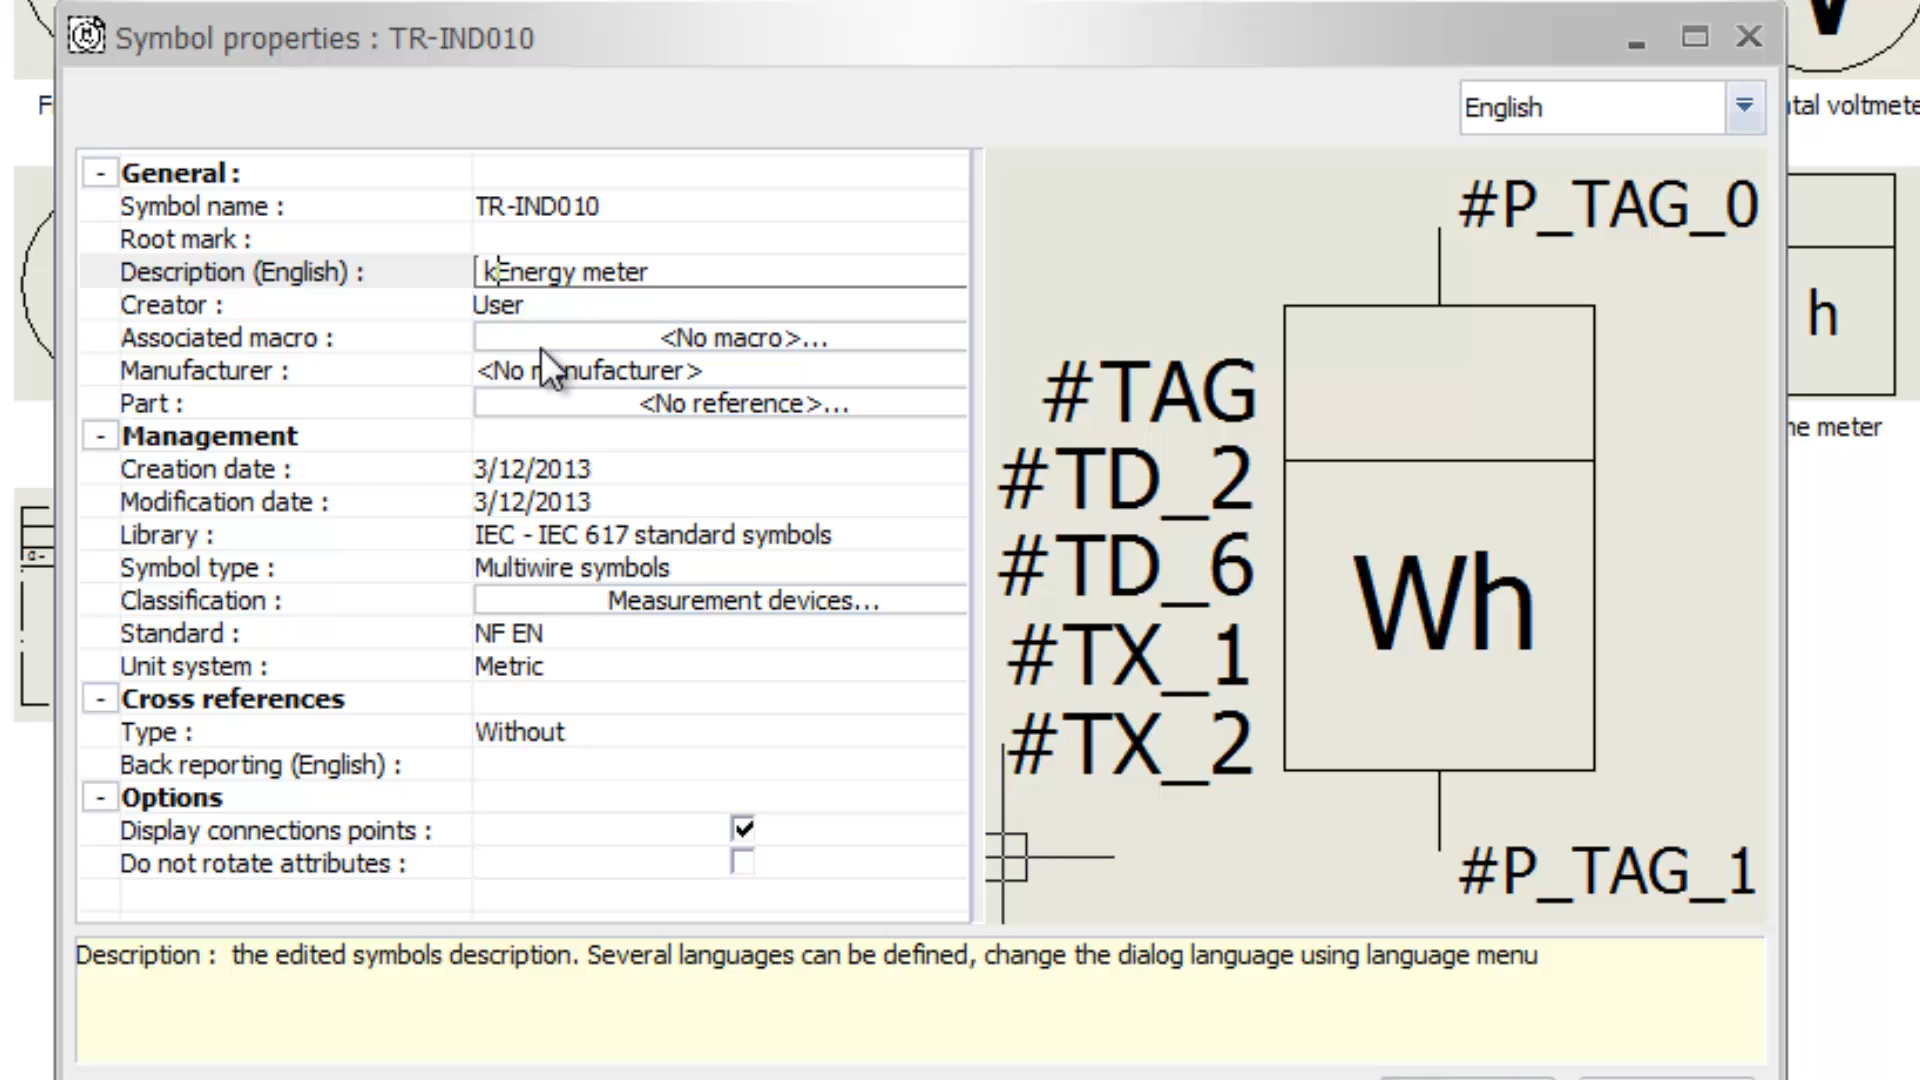 Symbol properties : TR-IND010
English
General :
Symbol name : TR-IND010
Root mark :
Description (English) : kEnergy meter
Creator : User
Associated macro : <No macro>...
Manufacturer : <No manufacturer>
Part : <No reference>...
Management
Creation date : 3/12/2013
Modification date : 3/12/2013
Library : IEC - IEC 617 standard symbols
Symbol type : Multiwire symbols
Classification : Measurement devices...
Standard : NF EN
Unit system : Metric
Cross references
Type : Without
Back reporting (English) :
Options
Display connections points :
Do not rotate attributes :
#P_TAG_0
#TAG
#TD_2
#TD_6
#TX_1
#TX_2
Wh
#P_TAG_1
Description : the edited symbols description. Several languages can be defined, change the dialog language using language menu
V
h
meter